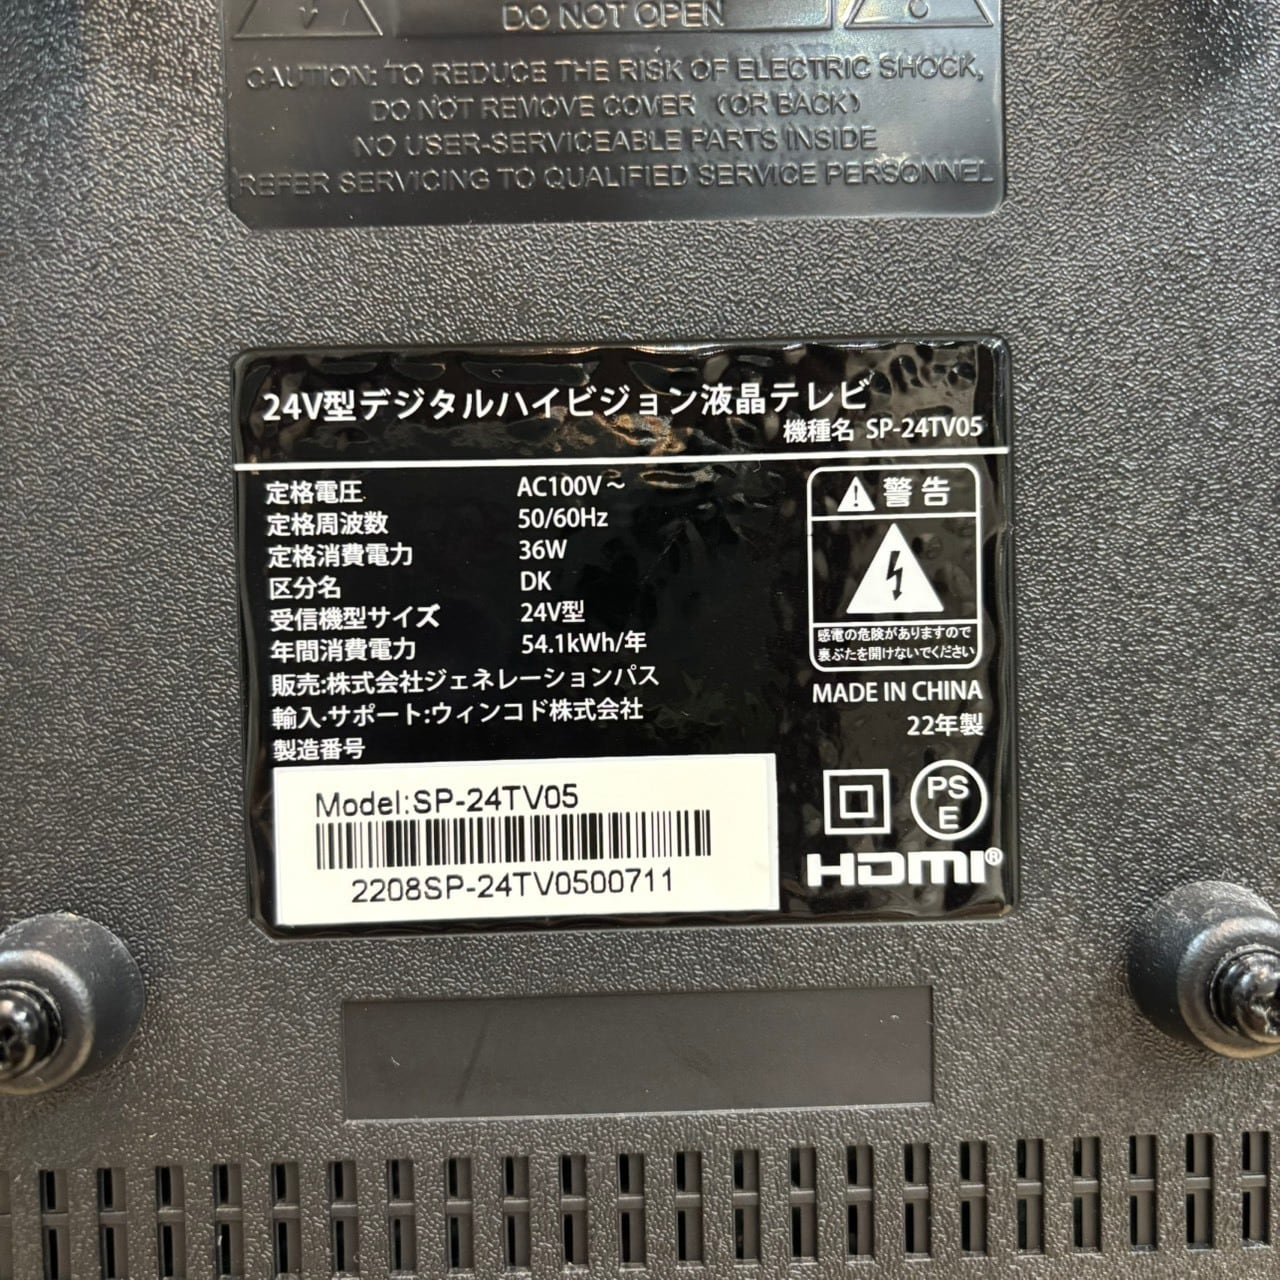 DO NOT OPEN
CAUTION: TO REDUCE THE RISK OF ELECTRIC SHOCK,
DO NOT REMOVE COVER (OR BACK)
NO USER-SERVICEABLE PARTS INSIDE
REFER SERVICING TO QUALIFIED SERVICE PERSONNEL
24V型デジタルハイビジョン液晶テレビ
機種名 SP-24TV05
定格電圧 AC100V～
定格周波数 50/60Hz
定格消費電力 36W
区分名 DK
受信機型サイズ 24V型
年間消費電力 54.1kWh/年
販売:株式会社ジェネレーションパス
輸入・サポート:ウィンコド株式会社
製造番号
Model:SP-24TV05
2208SP-24TV0500711
警告
感電の危険がありますので
裏ぶたを開けないでください
MADE IN CHINA
22年製
PS
E
HDMI®